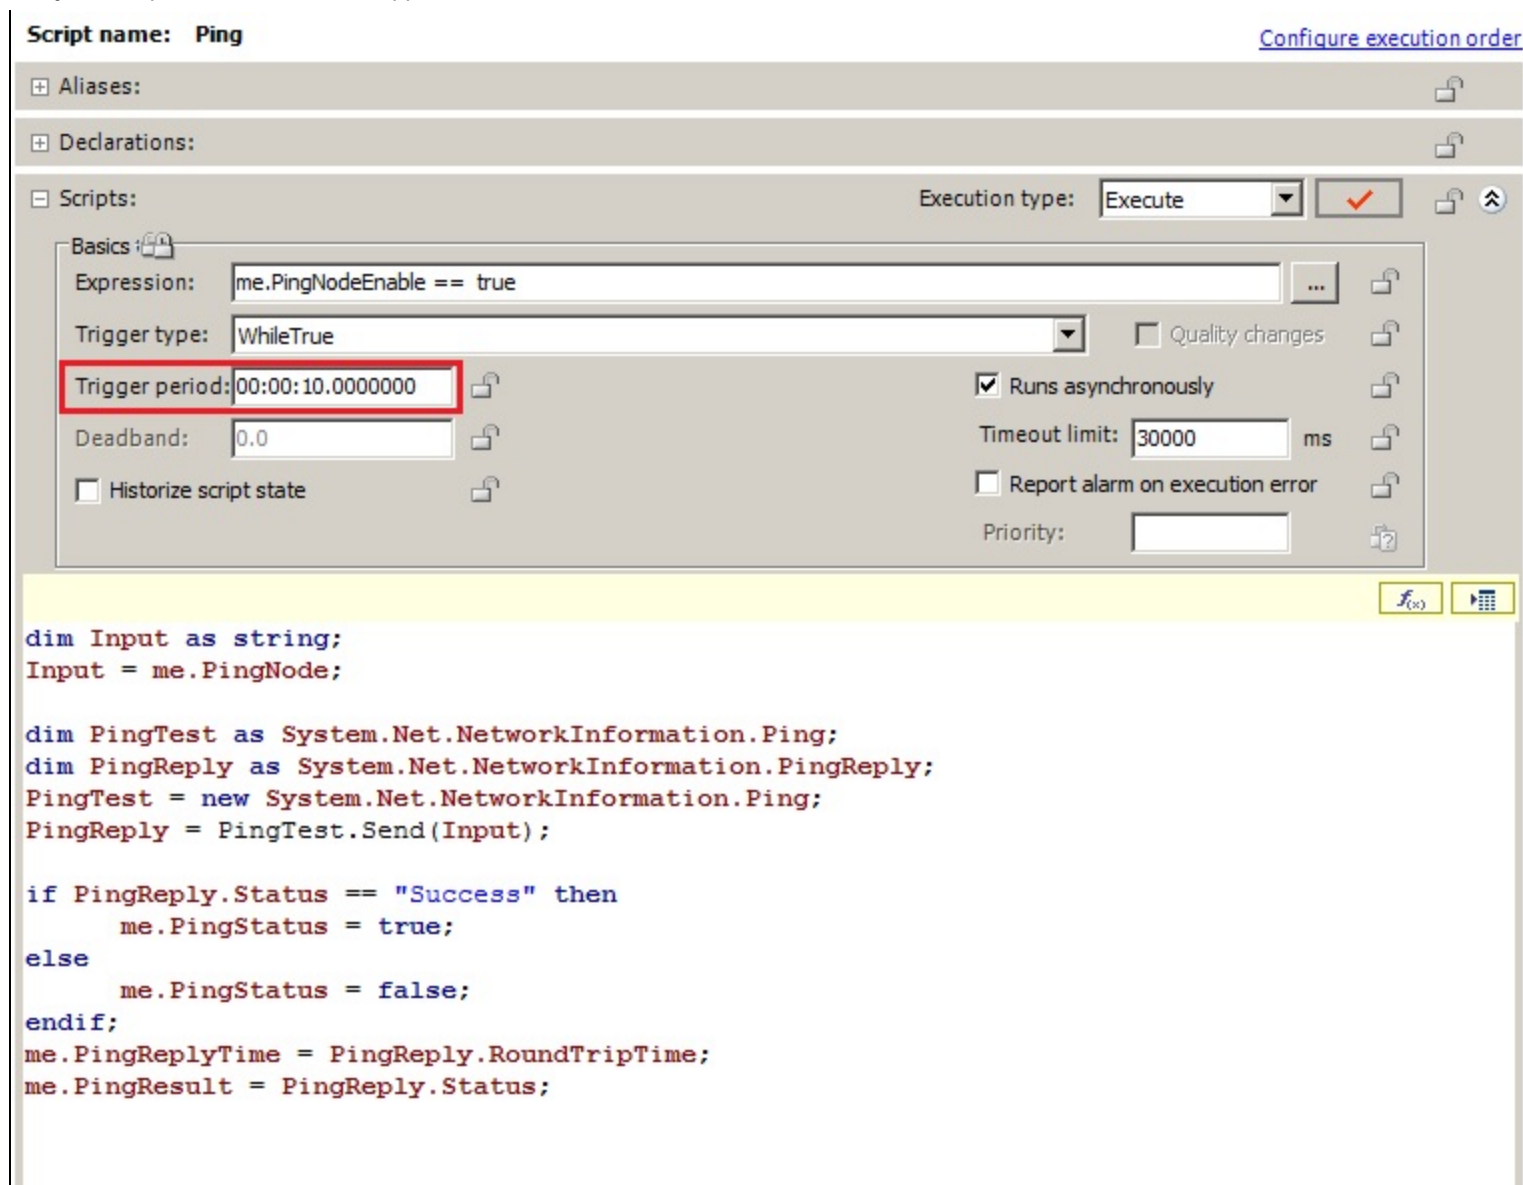 Script name: Ping
Configure execution order
Aliases:
Declarations:
Scripts:
Execution type: Execute
Basics :
Expression: me.PingNodeEnable == true ...
Trigger type: WhileTrue
Quality changes
Trigger period: 00:00:10.0000000
Runs asynchronously
Deadband: 0.0
Timeout limit: 30000 ms
Historize script state
Report alarm on execution error
Priority:
f(x)
dim Input as string;
Input = me.PingNode;
dim PingTest as System.Net.NetworkInformation.Ping;
dim PingReply as System.Net.NetworkInformation.PingReply;
PingTest = new System.Net.NetworkInformation.Ping;
PingReply = PingTest.Send(Input);
if PingReply.Status == "Success" then
me.PingStatus = true;
else
me.PingStatus = false;
endif;
me.PingReplyTime = PingReply.RoundTripTime;
me.PingResult = PingReply.Status;